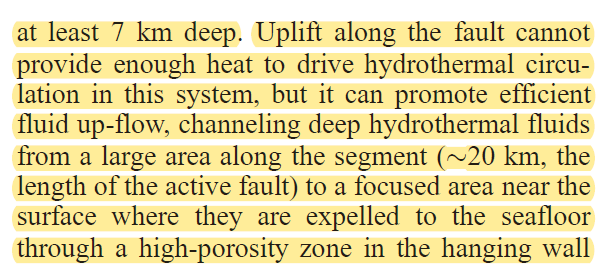 at least 7 km deep. Uplift along the fault cannot
provide enough heat to drive hydrothermal circu-
lation in this system, but it can promote efficient
fluid up-flow, channeling deep hydrothermal fluids
from a large area along the segment (∼20 km, the
length of the active fault) to a focused area near the
surface where they are expelled to the seafloor
through a high-porosity zone in the hanging wall